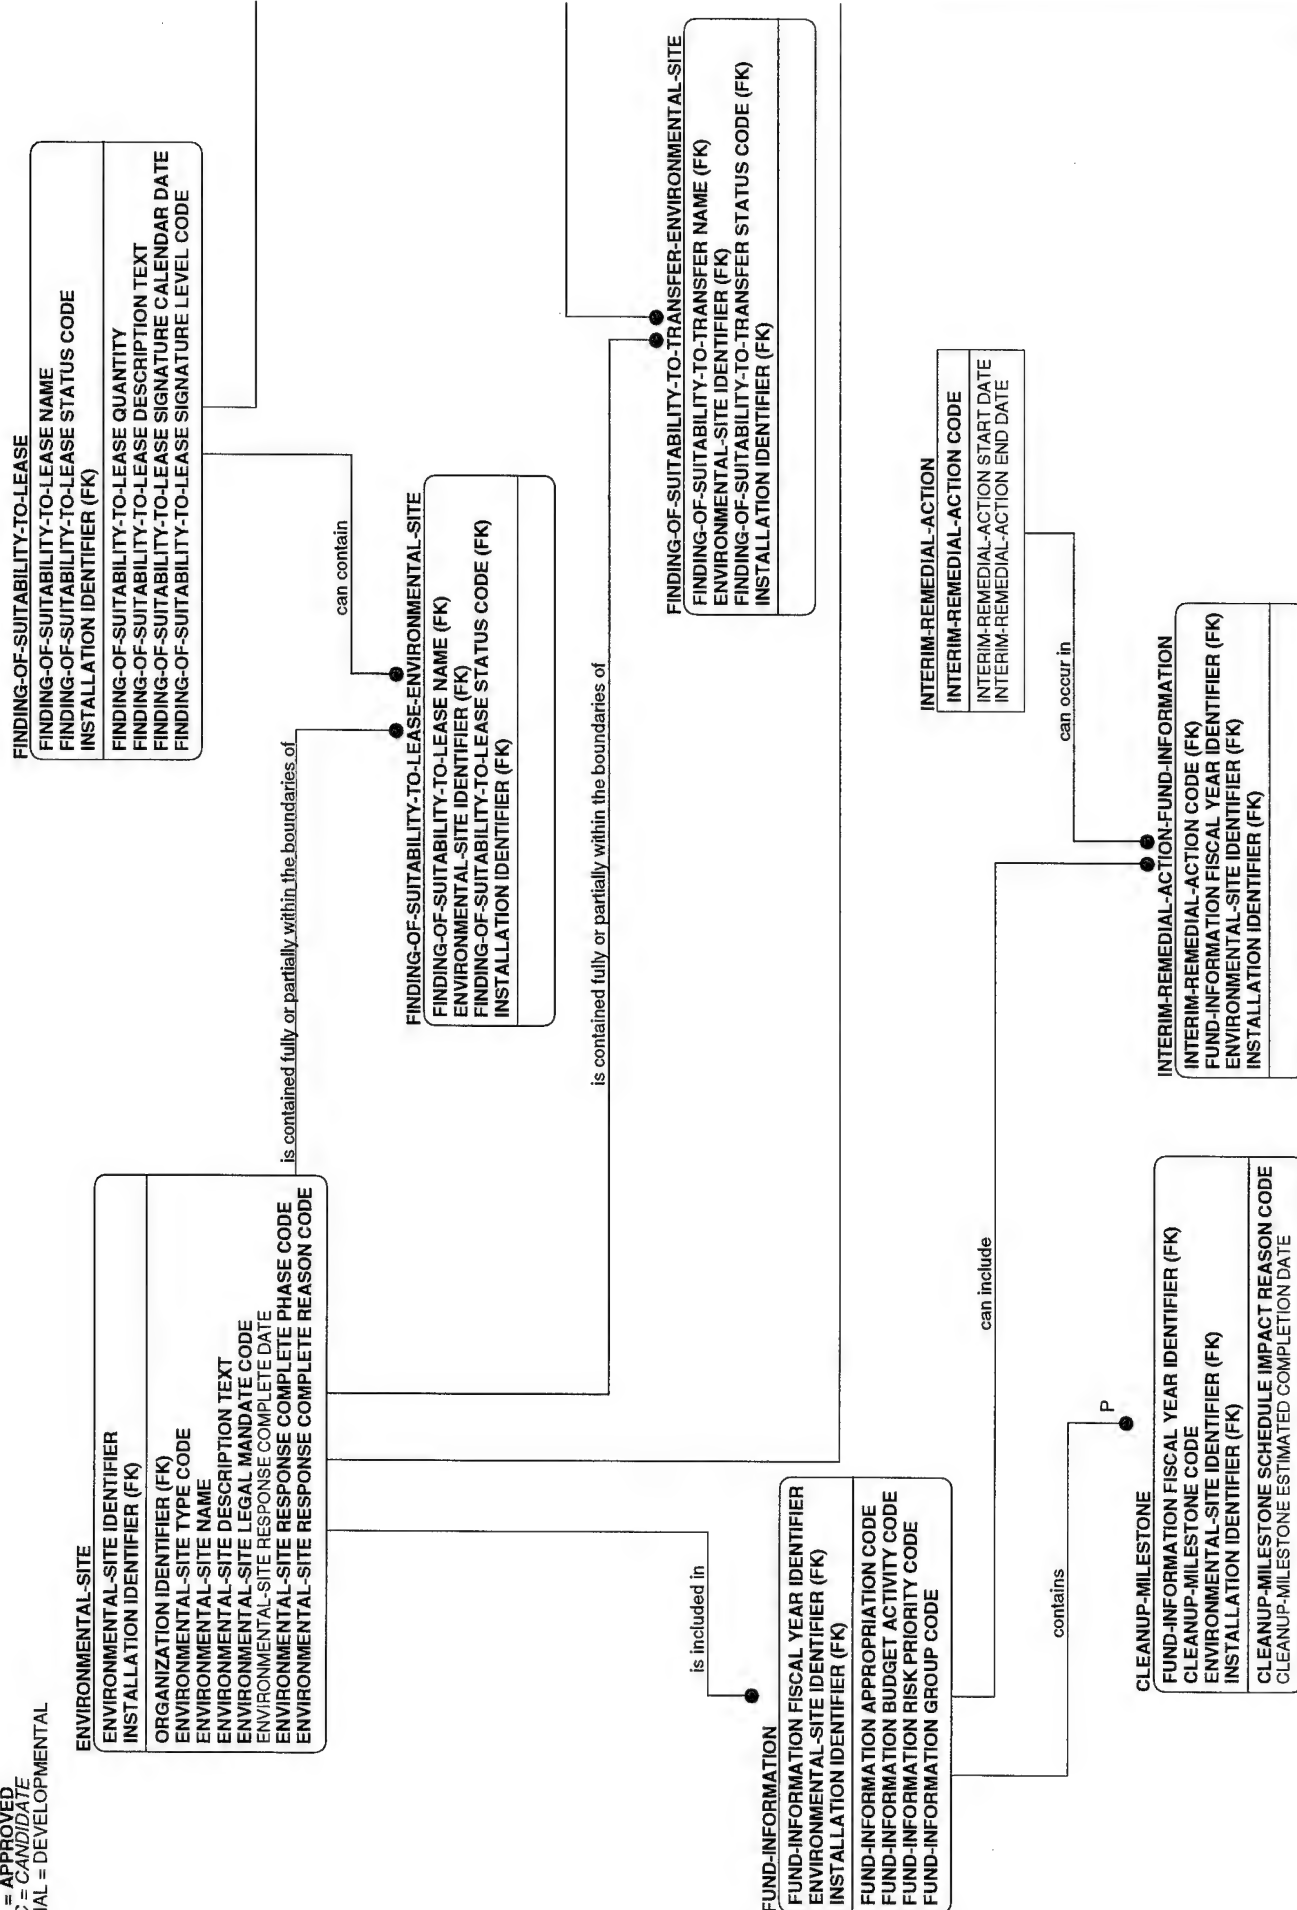 = APPROVED
= CANDIDATE
= DEVELOPMENTAL
ENVIRONMENTAL-SITE
ENVIRONMENTAL-SITE IDENTIFIER
INSTALLATION IDENTIFIER (FK)
ORGANIZATION IDENTIFIER (FK)
ENVIRONMENTAL-SITE TYPE CODE
ENVIRONMENTAL-SITE NAME
ENVIRONMENTAL-SITE DESCRIPTION TEXT
ENVIRONMENTAL-SITE LEGAL MANDATE CODE
ENVIRONMENTAL-SITE RESPONSE COMPLETE DATE
ENVIRONMENTAL-SITE RESPONSE COMPLETE PHASE CODE
ENVIRONMENTAL-SITE RESPONSE COMPLETE REASON CODE
is contained fully or partially within the boundaries of
FINDING-OF-SUITABILITY-TO-LEASE
FINDING-OF-SUITABILITY-TO-LEASE NAME
FINDING-OF-SUITABILITY-TO-LEASE STATUS CODE
INSTALLATION IDENTIFIER (FK)
FINDING-OF-SUITABILITY-TO-LEASE QUANTITY
FINDING-OF-SUITABILITY-TO-LEASE DESCRIPTION TEXT
FINDING-OF-SUITABILITY-TO-LEASE SIGNATURE CALENDAR DATE
FINDING-OF-SUITABILITY-TO-LEASE SIGNATURE LEVEL CODE
can contain
FINDING-OF-SUITABILITY-TO-LEASE-ENVIRONMENTAL-SITE
FINDING-OF-SUITABILITY-TO-LEASE NAME (FK)
ENVIRONMENTAL-SITE IDENTIFIER (FK)
FINDING-OF-SUITABILITY-TO-LEASE STATUS CODE (FK)
INSTALLATION IDENTIFIER (FK)
is contained fully or partially within the boundaries of
FINDING-OF-SUITABILITY-TO-TRANSFER-ENVIRONMENTAL-SITE
FINDING-OF-SUITABILITY-TO-TRANSFER NAME (FK)
ENVIRONMENTAL-SITE IDENTIFIER (FK)
FINDING-OF-SUITABILITY-TO-TRANSFER STATUS CODE (FK)
INSTALLATION IDENTIFIER (FK)
is included in
FUND-INFORMATION
FUND-INFORMATION FISCAL YEAR IDENTIFIER
ENVIRONMENTAL-SITE IDENTIFIER (FK)
INSTALLATION IDENTIFIER (FK)
FUND-INFORMATION APPROPRIATION CODE
FUND-INFORMATION BUDGET ACTIVITY CODE
FUND-INFORMATION RISK PRIORITY CODE
FUND-INFORMATION GROUP CODE
can include
INTERIM-REMEDIAL-ACTION
INTERIM-REMEDIAL-ACTION CODE
INTERIM-REMEDIAL-ACTION START DATE
INTERIM-REMEDIAL-ACTION END DATE
can occur in
contains
P
CLEANUP-MILESTONE
FUND-INFORMATION FISCAL YEAR IDENTIFIER (FK)
CLEANUP-MILESTONE CODE
ENVIRONMENTAL-SITE IDENTIFIER (FK)
INSTALLATION IDENTIFIER (FK)
CLEANUP-MILESTONE SCHEDULE IMPACT REASON CODE
CLEANUP-MILESTONE ESTIMATED COMPLETION DATE
INTERIM-REMEDIAL-ACTION-FUND-INFORMATION
INTERIM-REMEDIAL-ACTION CODE (FK)
FUND-INFORMATION FISCAL YEAR IDENTIFIER (FK)
ENVIRONMENTAL-SITE IDENTIFIER (FK)
INSTALLATION IDENTIFIER (FK)